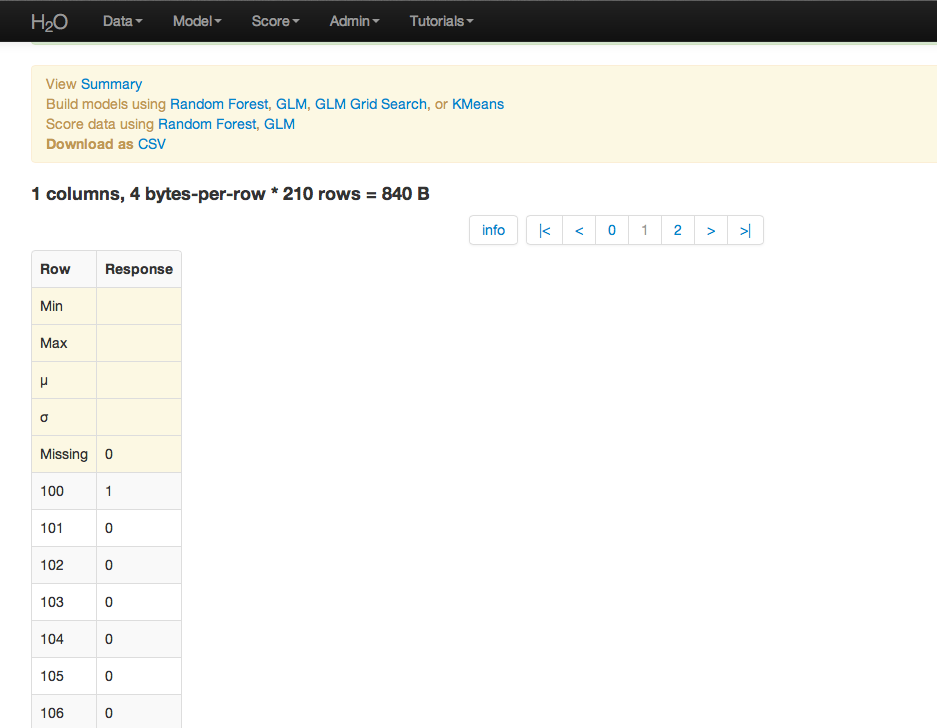 H2O Data Model Score Admin Tutorials
View Summary
Build models using Random Forest, GLM, GLM Grid Search, or KMeans
Score data using Random Forest, GLM
Download as CSV
1 columns, 4 bytes-per-row * 210 rows = 840 B
info |< < 0 1 2 > >|
Row Response
Min
Max
μ
σ
Missing 0
100 1
101 0
102 0
103 0
104 0
105 0
106 0